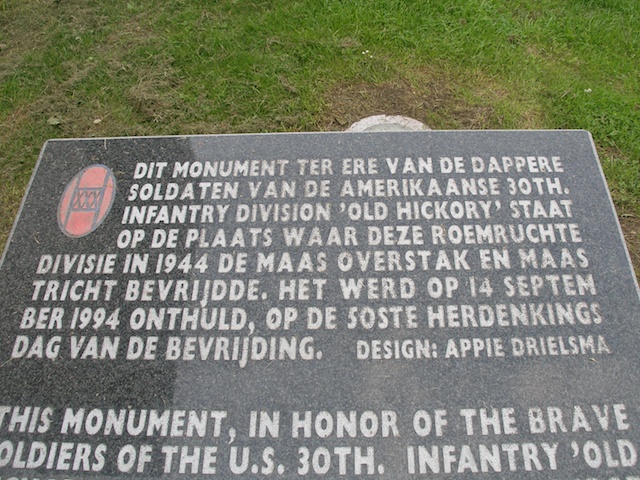 XXX
DIT MONUMENT TER ERE VAN DE DAPPERE
SOLDATEN VAN DE AMERIKAANSE 30TH.
INFANTRY DIVISION 'OLD HICKORY' STAAT
OP DE PLAATS WAAR DEZE ROEMRUCHTE
DIVISIE IN 1944 DE MAAS OVERSTAK EN MAAS
TRICHT BEVRIJDDE. HET WERD OP 14 SEPTEM
BER 1994 ONTHULD, OP DE 50STE HERDENKINGS
DAG VAN DE BEVRIJDING. DESIGN: APPIE DRIELSMA
THIS MONUMENT, IN HONOR OF THE BRAVE
SOLDIERS OF THE U.S. 30TH. INFANTRY 'OLD